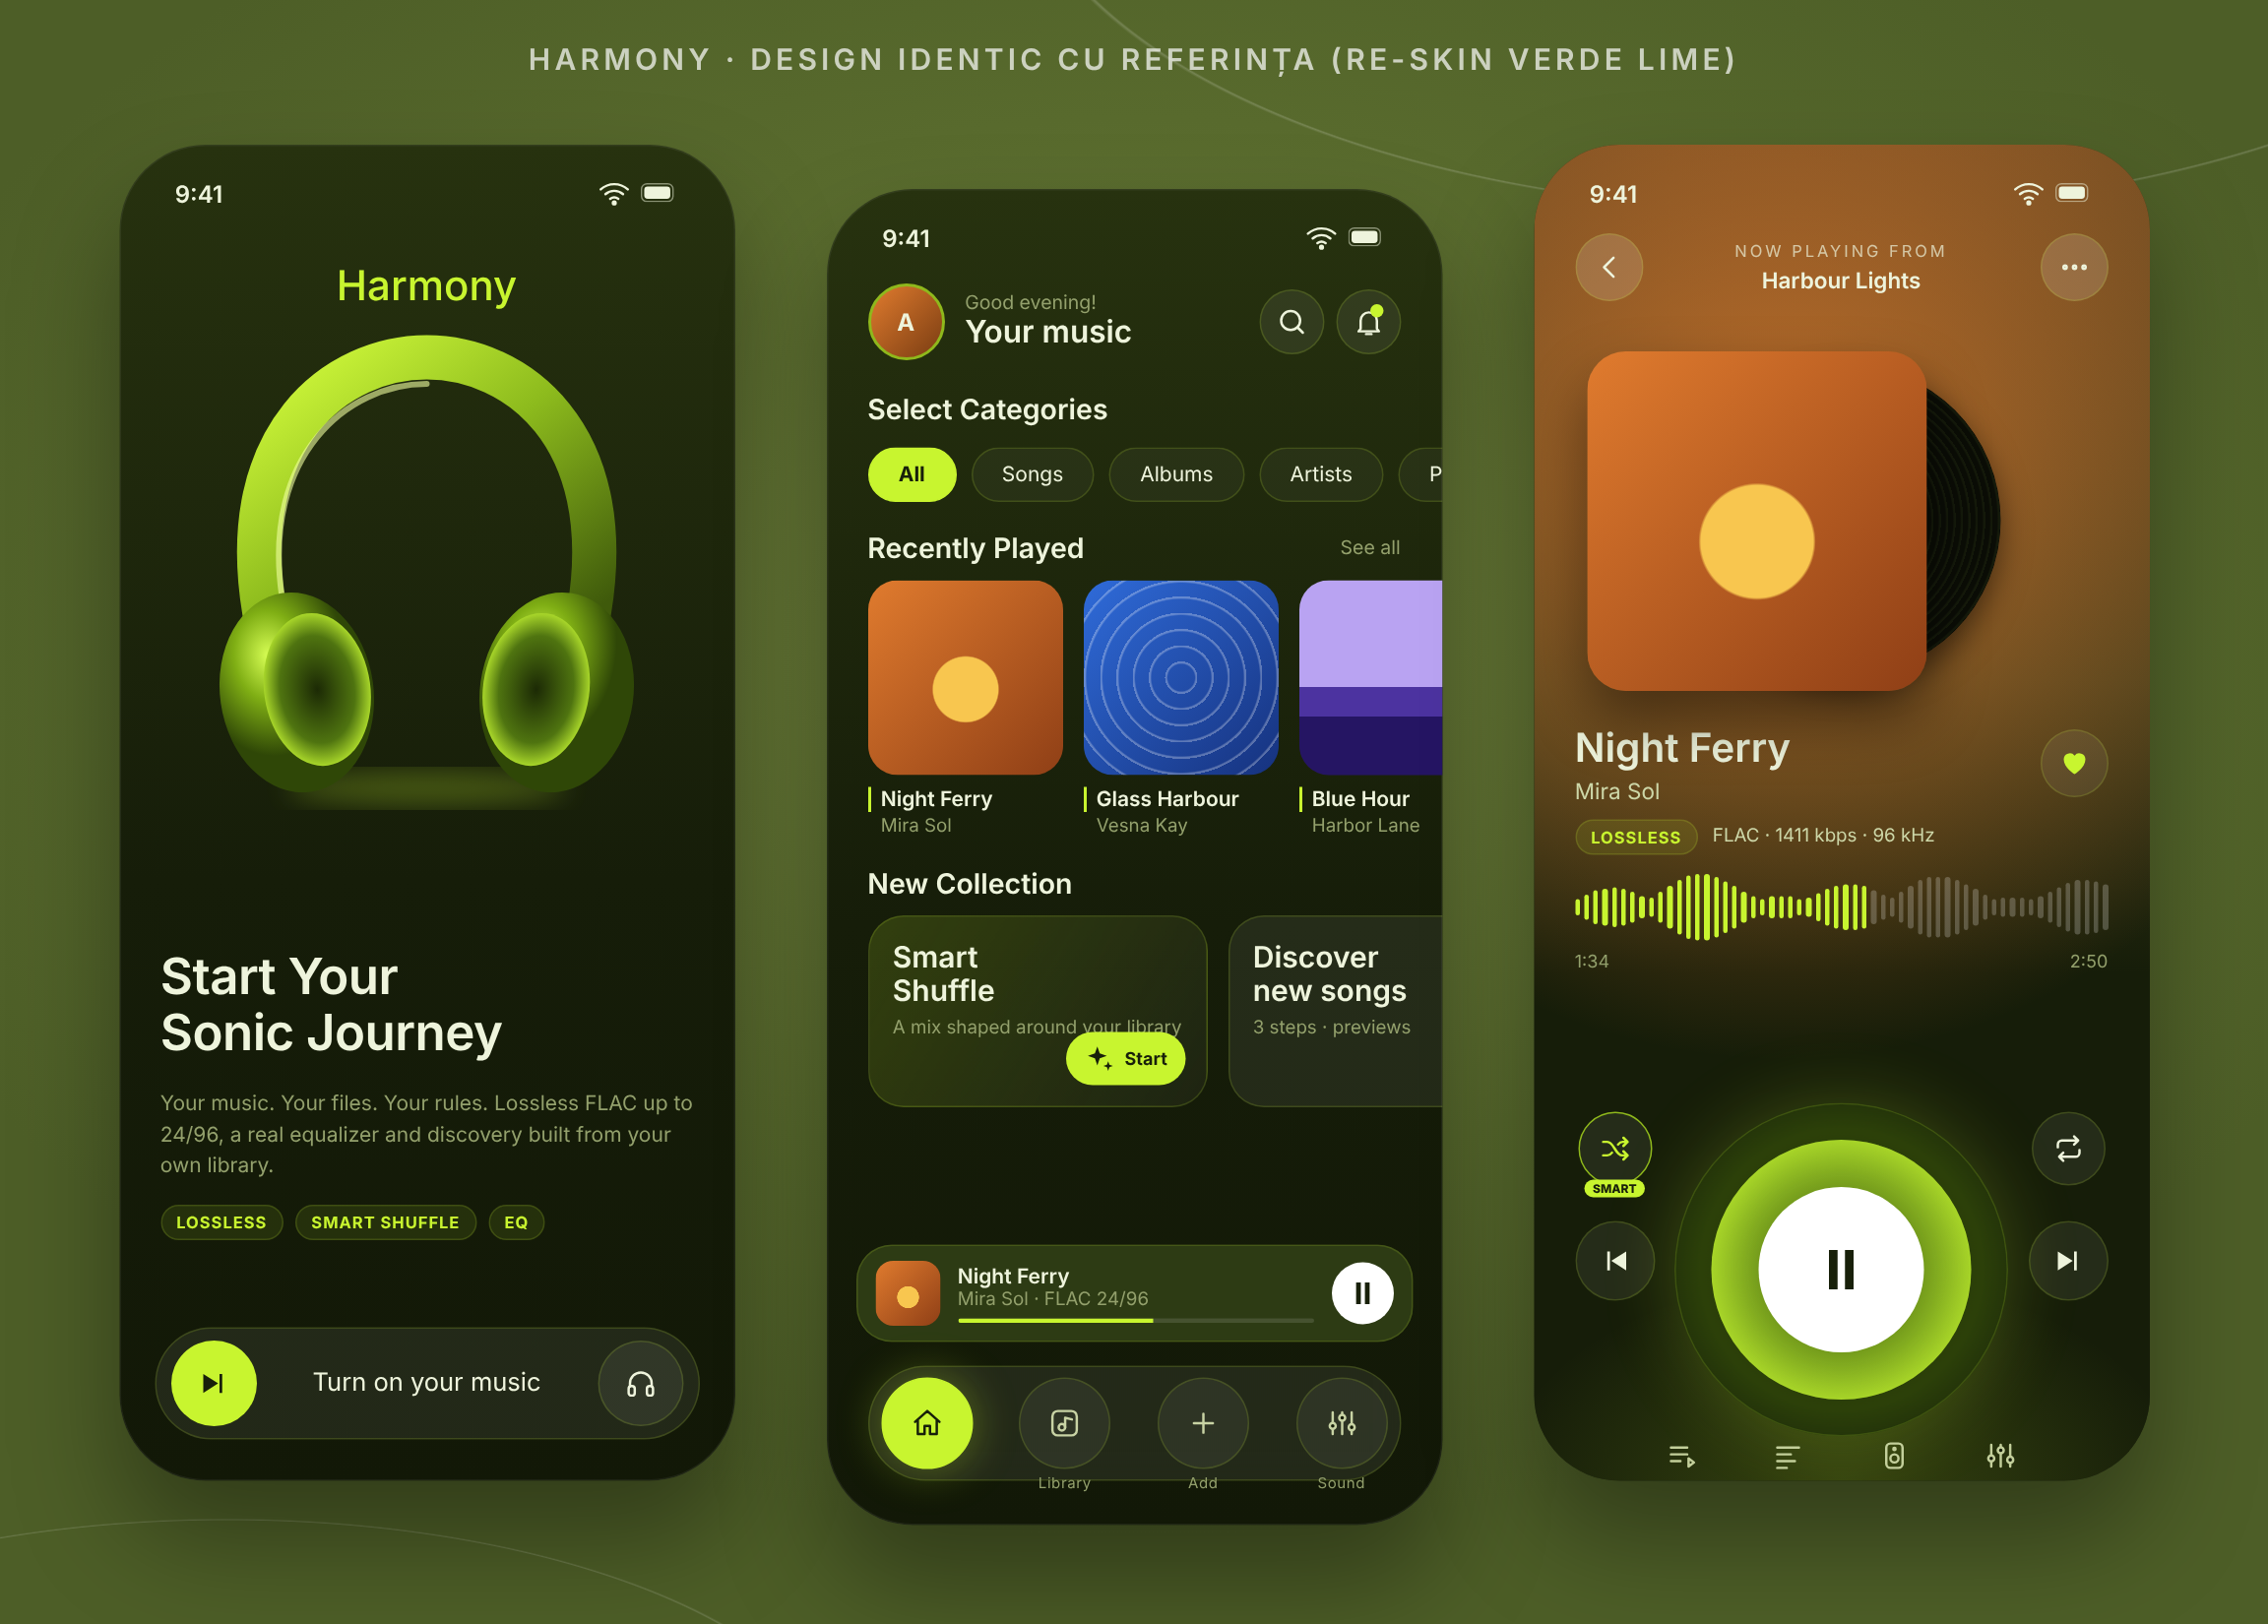 HARMONY · DESIGN IDENTIC CU REFERINȚA (RE-SKIN VERDE LIME)
9:41
Harmony
Start Your
Sonic Journey
Your music. Your files. Your rules. Lossless FLAC up to
24/96, a real equalizer and discovery built from your
own library.
LOSSLESS SMART SHUFFLE EQ
Turn on your music
9:41
A
Good evening!
Your music
Select Categories
All Songs Albums Artists P
Recently Played See all
Night Ferry
Mira Sol
Glass Harbour
Vesna Kay
Blue Hour
Harbor Lane
New Collection
Smart
Shuffle
A mix shaped around your library
Start
Discover
new songs
3 steps · previews
Night Ferry
Mira Sol · FLAC 24/96
Library Add Sound
9:41
NOW PLAYING FROM
Harbour Lights
Night Ferry
Mira Sol
LOSSLESS FLAC · 1411 kbps · 96 kHz
1:34 2:50
SMART